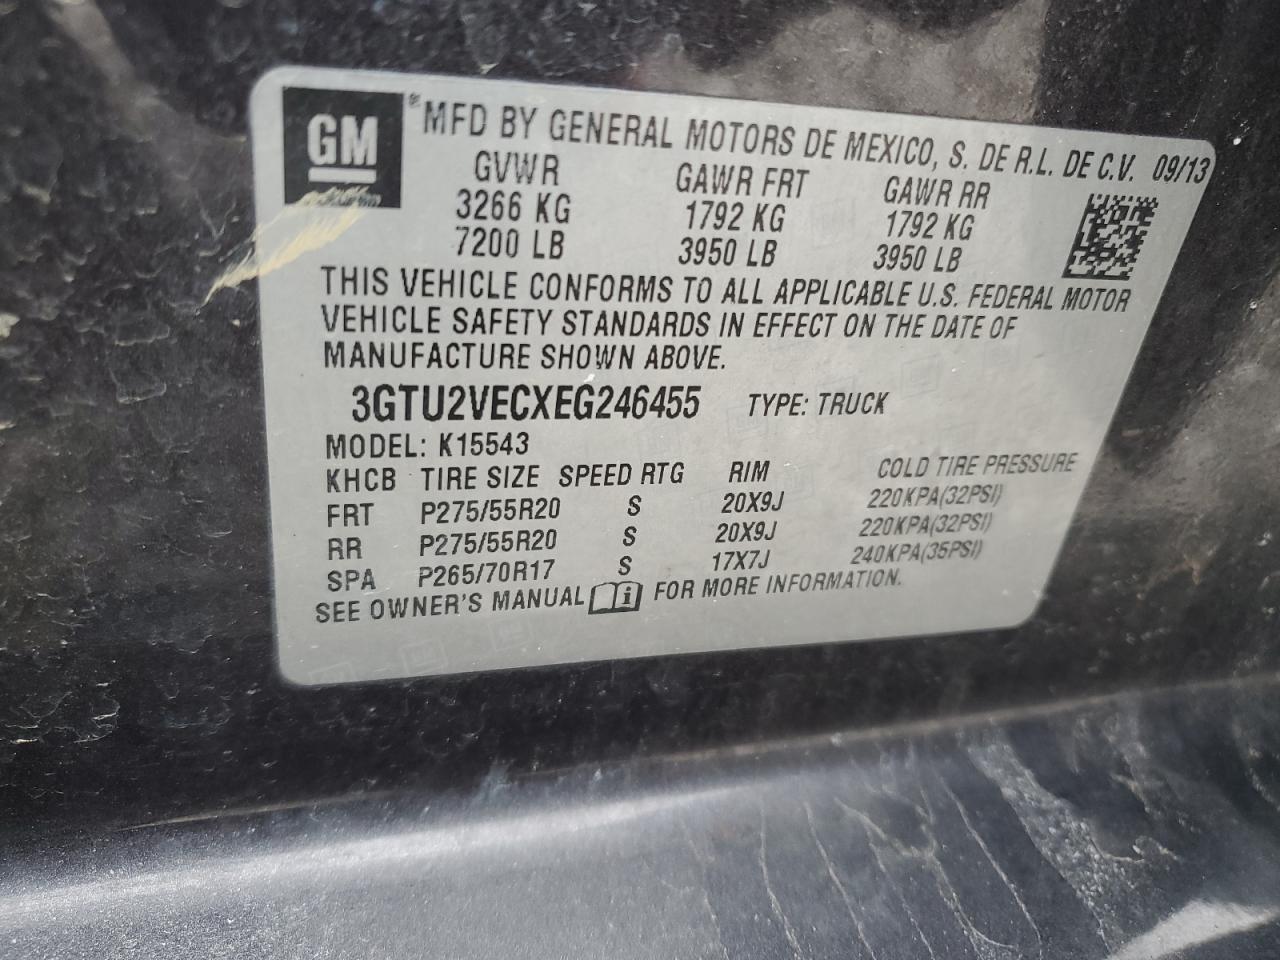 GM
® MFD BY GENERAL MOTORS DE MEXICO, S. DE R.L. DE C.V. 09/13
GVWR GAWR FRT GAWR RR
3266 KG 1792 KG 1792 KG
7200 LB 3950 LB 3950 LB
THIS VEHICLE CONFORMS TO ALL APPLICABLE U.S. FEDERAL MOTOR
VEHICLE SAFETY STANDARDS IN EFFECT ON THE DATE OF
MANUFACTURE SHOWN ABOVE.
3GTU2VECXEG246455 TYPE: TRUCK
MODEL: K15543
KHCB TIRE SIZE SPEED RTG RIM COLD TIRE PRESSURE
FRT P275/55R20 S 20X9J 220KPA(32PSI)
RR P275/55R20 S 20X9J 220KPA(32PSI)
SPA P265/70R17 S 17X7J 240KPA(35PSI)
SEE OWNER'S MANUAL i FOR MORE INFORMATION.